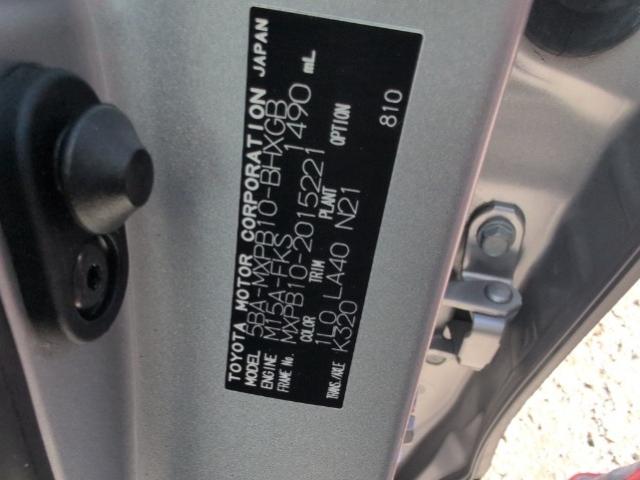 TOYOTA MOTOR CORPORATION JAPAN
MODEL 5BA-MXPB10-BHXGB
ENGINE M15A-FKS 1490 mL
FRAME No. MXPB10-2015221
COLOR TRIM PLANT OPTION
1L0 LA40 N21 810
TRANS./AXLE K320